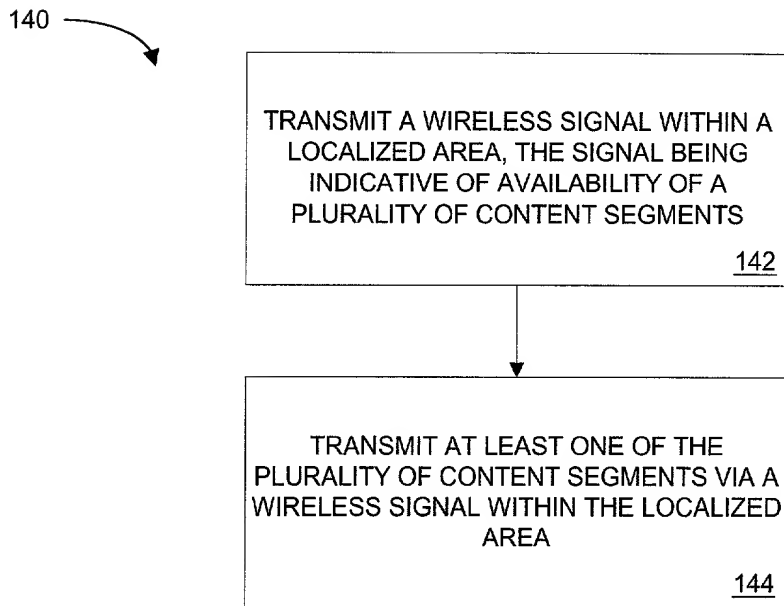 140
TRANSMIT A WIRELESS SIGNAL WITHIN A
LOCALIZED AREA, THE SIGNAL BEING
INDICATIVE OF AVAILABILITY OF A
PLURALITY OF CONTENT SEGMENTS
142
TRANSMIT AT LEAST ONE OF THE
PLURALITY OF CONTENT SEGMENTS VIA A
WIRELESS SIGNAL WITHIN THE LOCALIZED
AREA
144